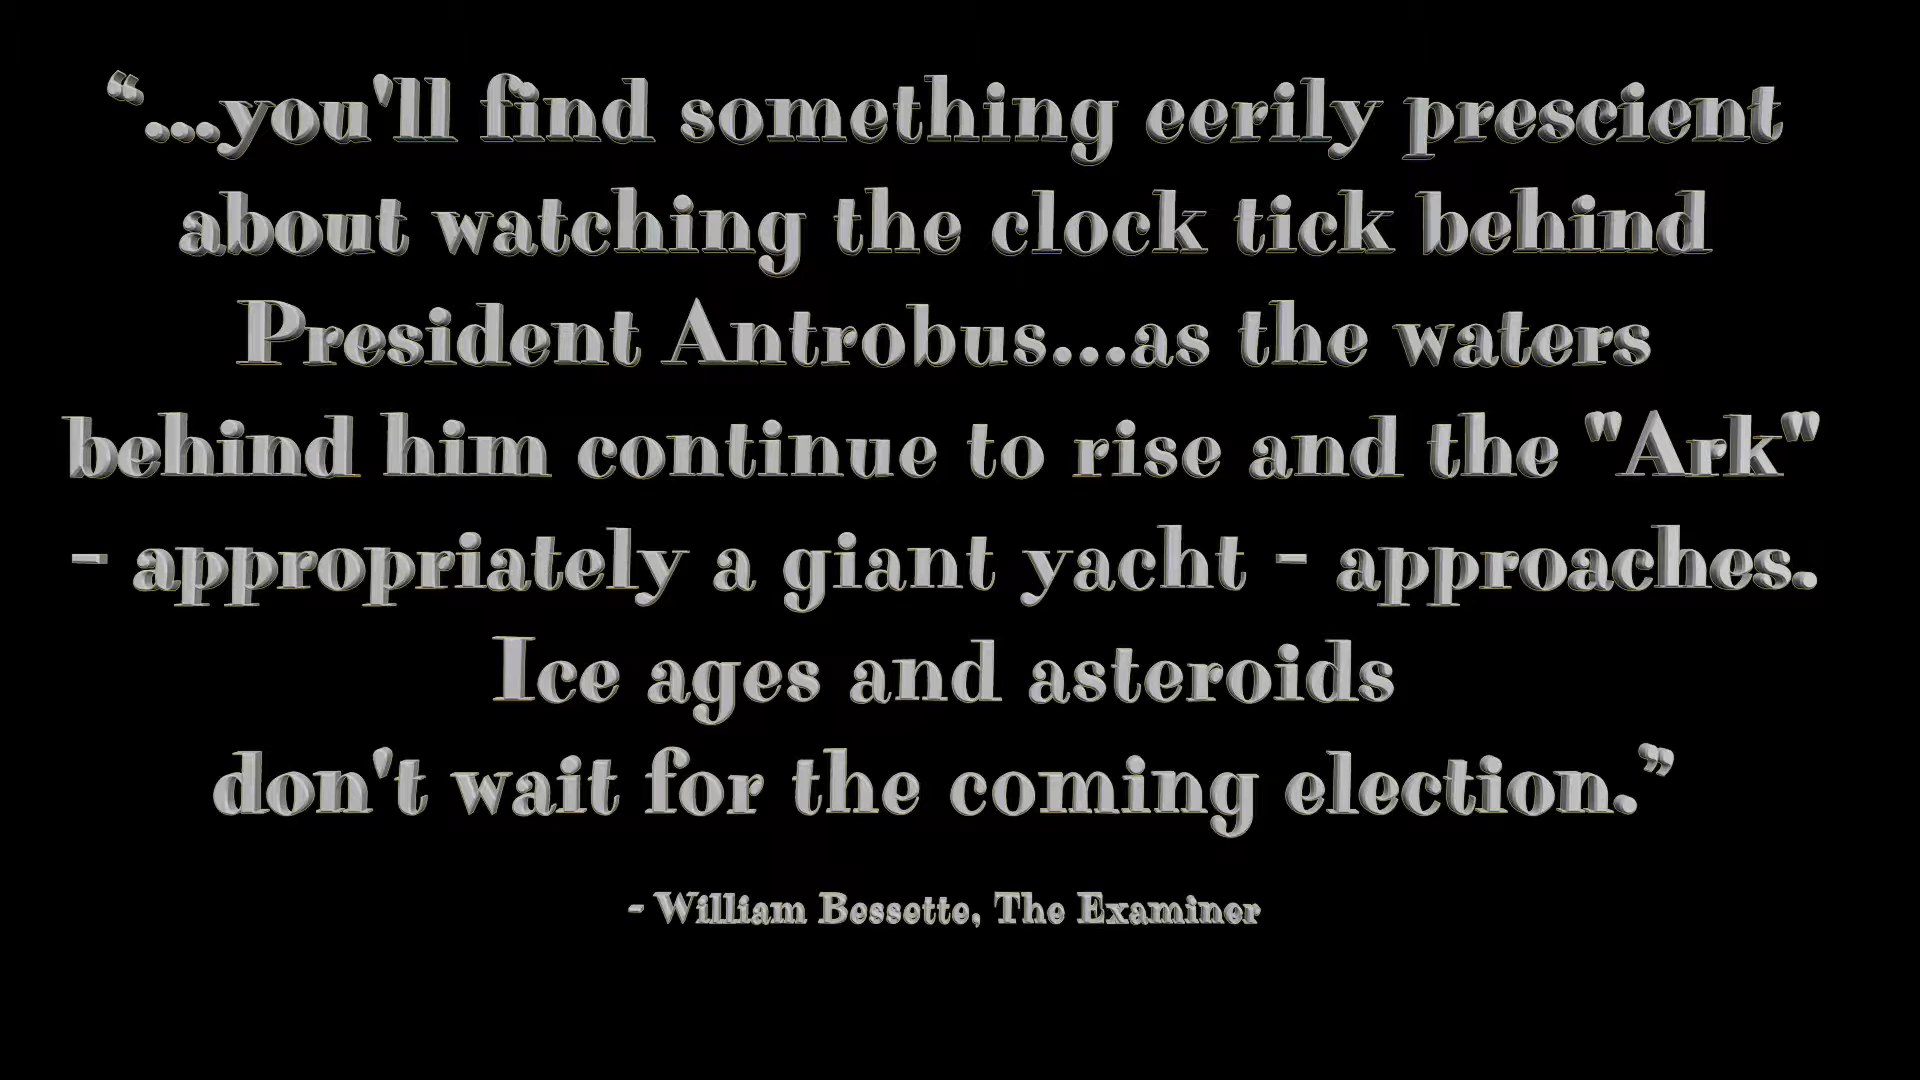 “...you'll find something eerily prescient
about watching the clock tick behind
President Antrobus...as the waters
behind him continue to rise and the "Ark"
- appropriately a giant yacht - approaches.
Ice ages and asteroids
don't wait for the coming election.”
- William Bessette, The Examiner